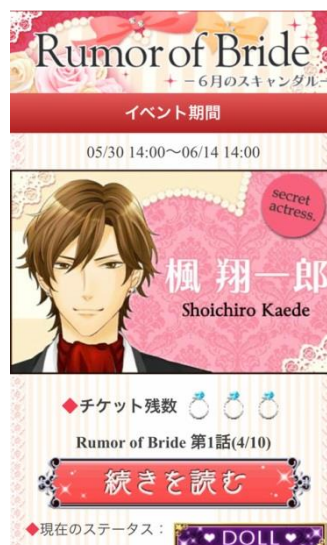 Rumor of Bride
－6月のスキャンダル－
イベント期間
05/30 14:00〜06/14 14:00
secret
actress.
楓 翔一郎
Shoichiro Kaede
◆チケット残数
Rumor of Bride 第1話(4/10)
続きを読む
◆現在のステータス：
♥ DOLL ♥